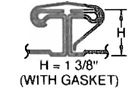 H
H = 1 3/8"
(WITH GASKET)